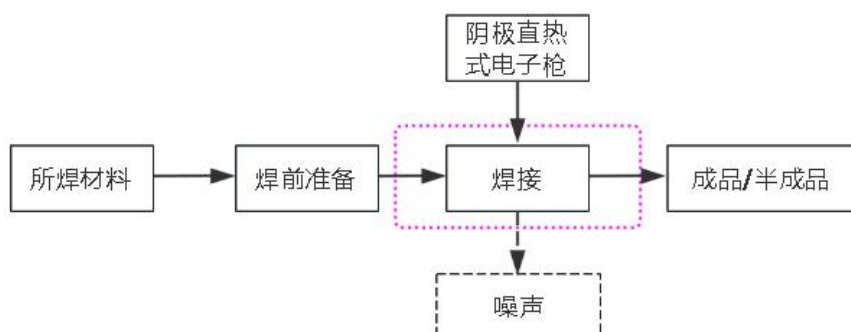 阴极直热
式电子枪
所焊材料
焊前准备
焊接
成品/半成品
噪声